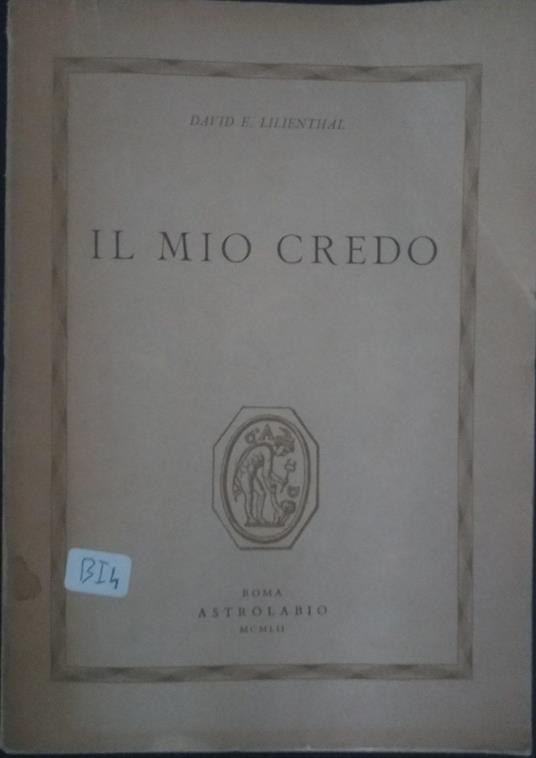 DAVID E. LILIENTHAL
IL MIO CREDO
BI4
ROMA
ASTROLABIO
MCMLII